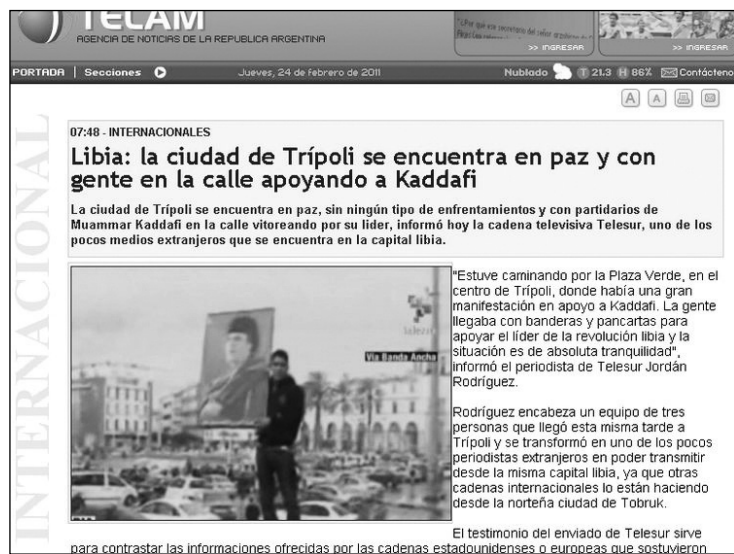 TELAM
AGENCIA DE NOTICIAS DE LA REPUBLICA ARGENTINA
>> INGRESAR
>> INGRESAR
PORTADA | Secciones
Jueves, 24 de febrero de 2011
Nublado T 21.3 H 86% Contácteno
A A
INTERNACIONAL
07:48 - INTERNACIONALES
Libia: la ciudad de Trípoli se encuentra en paz y con
gente en la calle apoyando a Kaddafi
La ciudad de Trípoli se encuentra en paz, sin ningún tipo de enfrentamientos y con partidarios de
Muammar Kaddafi en la calle vitoreando por su lider, informó hoy la cadena televisiva Telesur, uno de los
pocos medios extranjeros que se encuentra en la capital libia.
Via Banda Ancha
"Estuve caminando por la Plaza Verde, en el
centro de Trípoli, donde había una gran
manifestación en apoyo a Kaddafi. La gente
llegaba con banderas y pancartas para
apoyar el líder de la revolución libia y la
situación es de absoluta tranquilidad",
informó el periodista de Telesur Jordán
Rodríguez.
Rodríguez encabeza un equipo de tres
personas que llegó esta misma tarde a
Trípoli y se transformó en uno de los pocos
periodistas extranjeros en poder transmitir
desde la misma capital libia, ya que otras
cadenas internacionales lo están haciendo
desde la norteña ciudad de Tobruk.
El testimonio del enviado de Telesur sirve
para contrastar las informaciones ofrecidas por las cadenas estadounidenses o europeas que sostuvieron